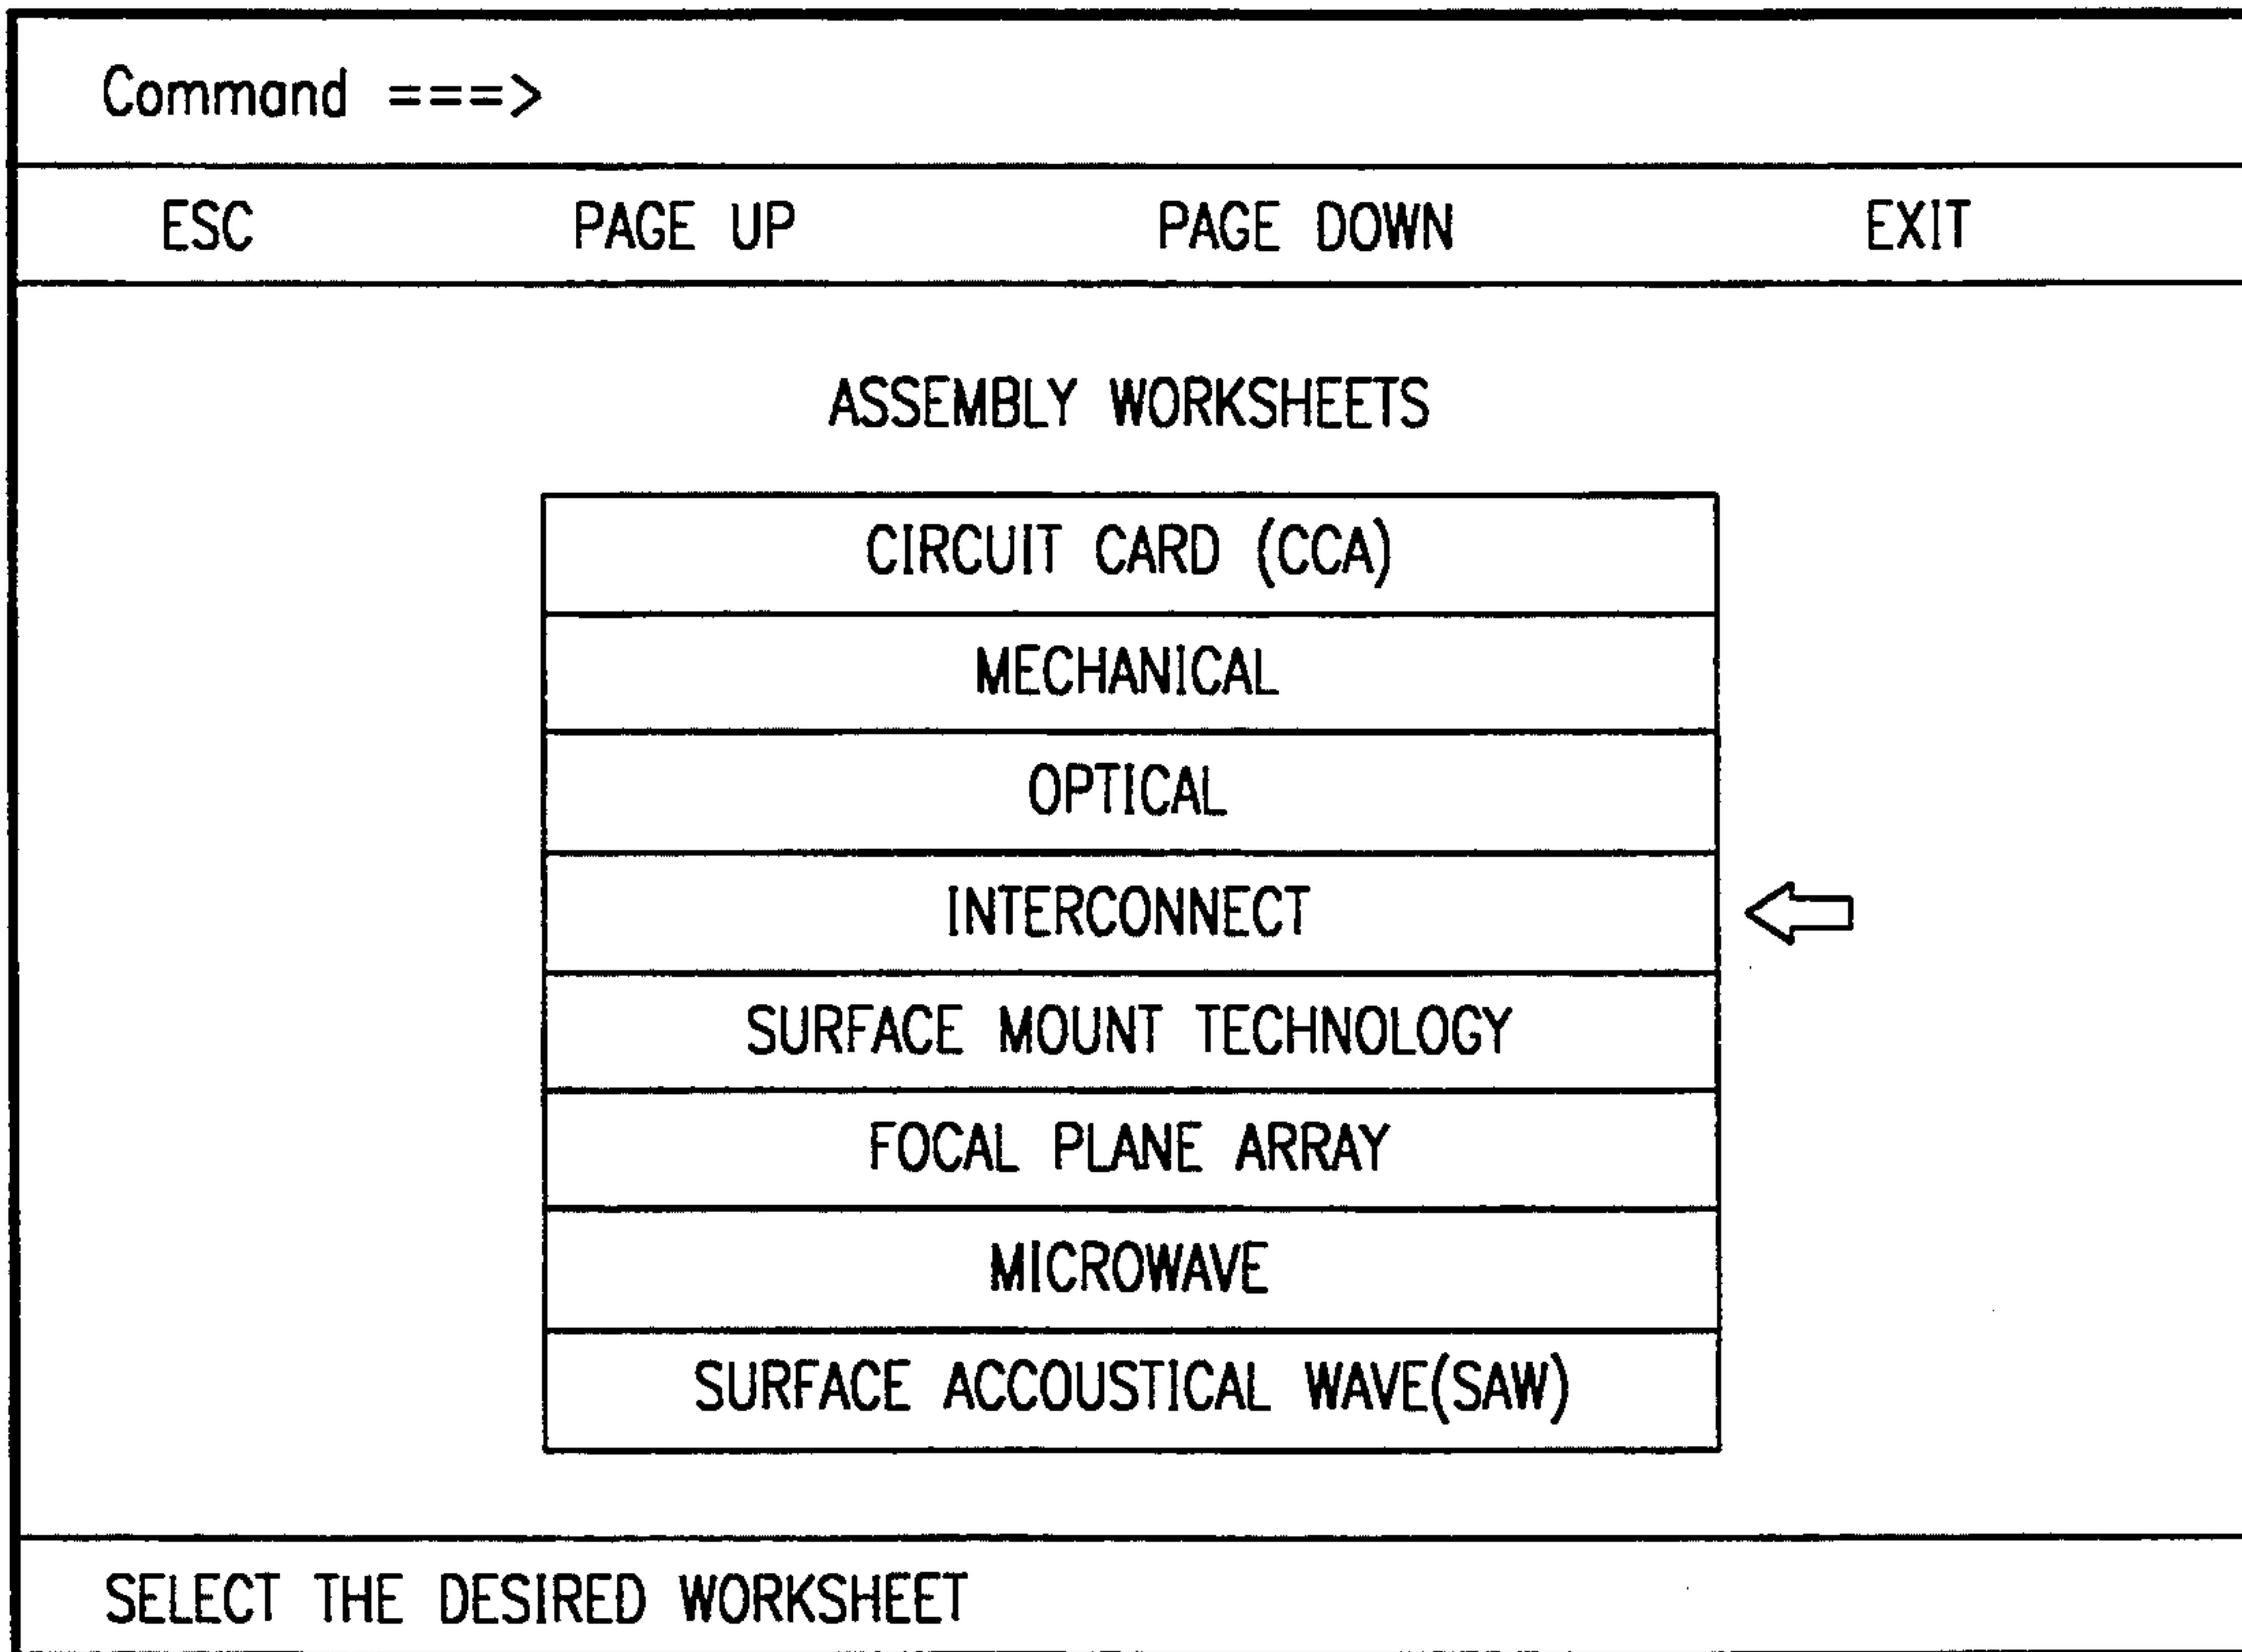 Command ===>
ESC PAGE UP PAGE DOWN EXIT
ASSEMBLY WORKSHEETS
CIRCUIT CARD (CCA)
MECHANICAL
OPTICAL
INTERCONNECT
SURFACE MOUNT TECHNOLOGY
FOCAL PLANE ARRAY
MICROWAVE
SURFACE ACCOUSTICAL WAVE(SAW)
SELECT THE DESIRED WORKSHEET